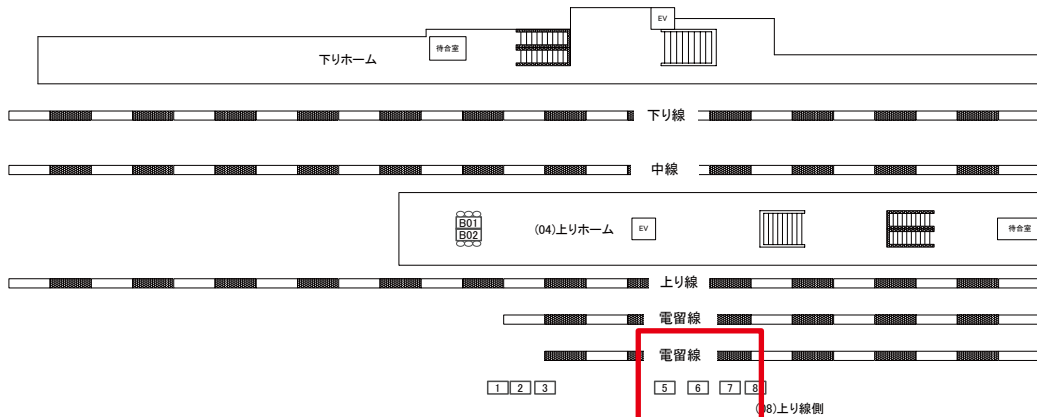 EV
待合室
下りホーム
下り線
中線
B01
B02
(04)上りホーム
EV
待合室
上り線
電留線
電留線
1 2 3 5 6 7 8
(08)上り線側